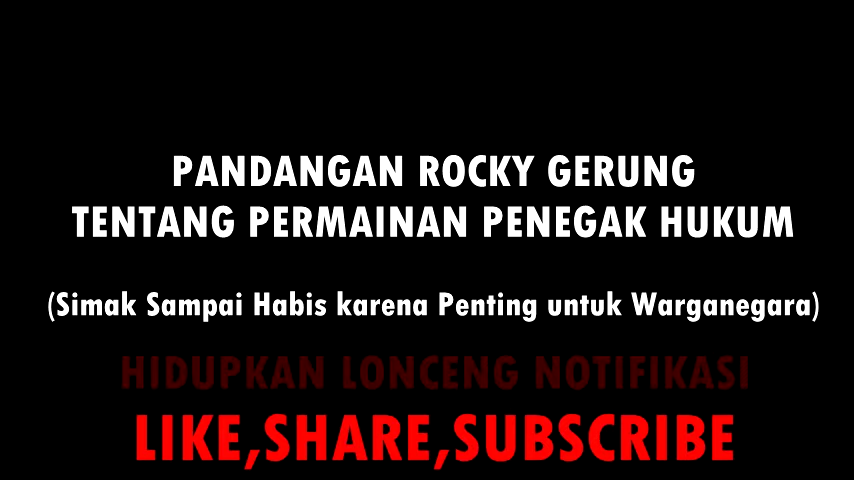 PANDANGAN ROCKY GERUNG
TENTANG PERMAINAN PENEGAK HUKUM
(Simak Sampai Habis karena Penting untuk Warganegara)
HIDUPKAN LONCENG NOTIFIKASI
LIKE,SHARE,SUBSCRIBE